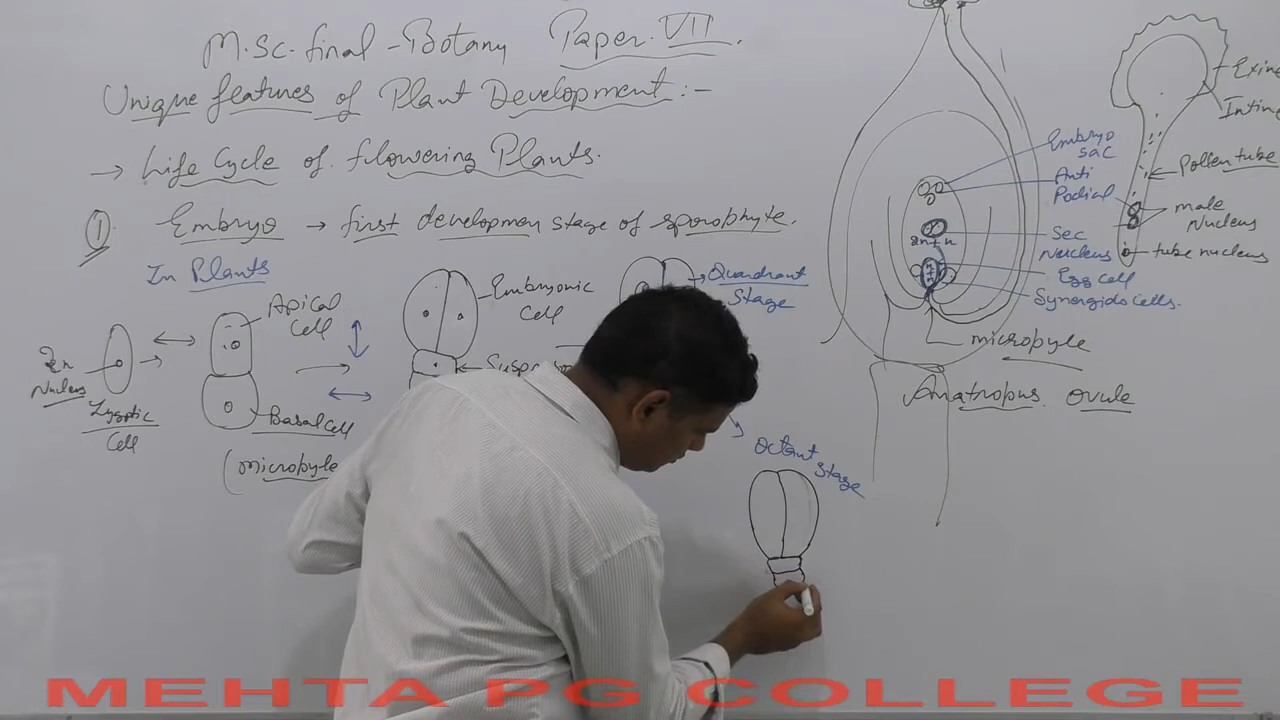 M.Sc. final - Botany Paper. VII.
Unique features of Plant Development :-
→ Life Cycle of flowering Plants.
① Embryo → first developmen stage of sporophyte.
In Plants
2n Nucleus
Zygotic Cell
Apical Cell
Basal Cell
(micropyle
Embryonic Cell
Suspenso
Quadrant Stage
Octant Stage
Exine
Intine
Embryo Sac
Anti Podial
Pollen tube
male Nucleus
Sec Nucleus
tube nucleus
Egg cell
Synergids cells.
2n+n
micropyle
Anatropus ovule
MEHTA PG COLLEGE